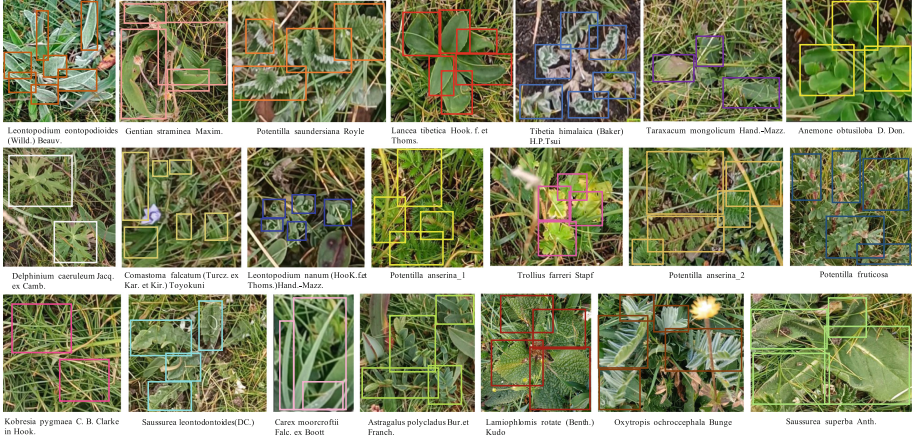 Leontopodium eontopodioides
(Willd.) Beauv.
Gentian straminea Maxim.
Potentilla saundersiana Royle
Lancea tibetica Hook. f. et
Thoms.
Tibetia himalaica (Baker)
H.P.Tsui
Taraxacum mongolicum Hand.-Mazz.
Anemone obtusiloba D. Don.
Delphinium caeruleum Jacq.
ex Camb.
Comastoma falcatum (Turcz. ex
Kar. et Kir.) Toyokuni
Leontopodium nanum (HooK.f.et
Thoms.)Hand.-Mazz.
Potentilla anserina_1
Trollius farreri Stapf
Potentilla anserina_2
Potentilla fruticosa
Kobresia pygmaea C. B. Clarke
in Hook.
Saussurea leontodontoides(DC.)
Carex moorcroftii
Falc. ex Boott
Astragalus polycladus Bur.et
Franch.
Lamiophlomis rotate (Benth.)
Kudo
Oxytropis ochrocephala Bunge
Saussurea superba Anth.